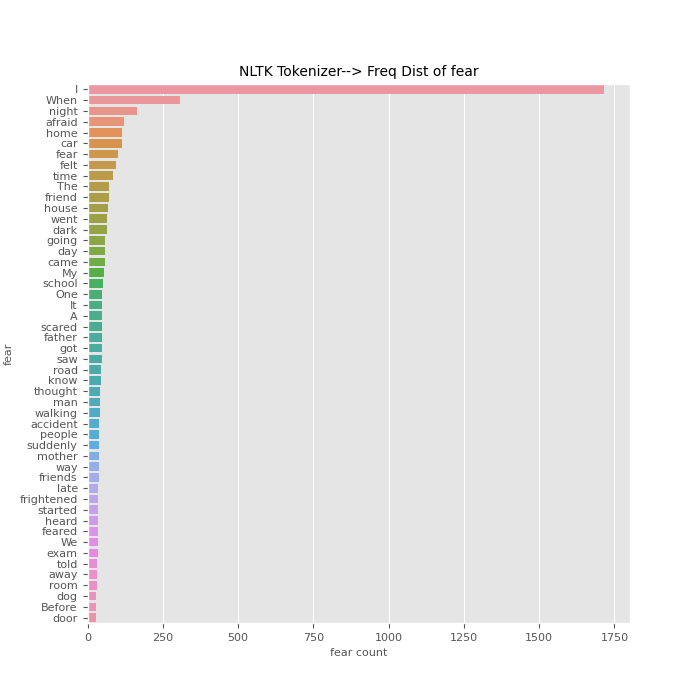 NLTK Tokenizer--> Freq Dist of fear
I
When
night
afraid
home
car
fear
felt
time
The
friend
house
went
dark
going
day
came
My
school
One
It
A
scared
father
got
saw
road
know
thought
man
walking
accident
people
suddenly
mother
way
friends
late
frightened
started
heard
feared
We
exam
told
away
room
dog
Before
door
fear
0 250 500 750 1000 1250 1500 1750
fear count